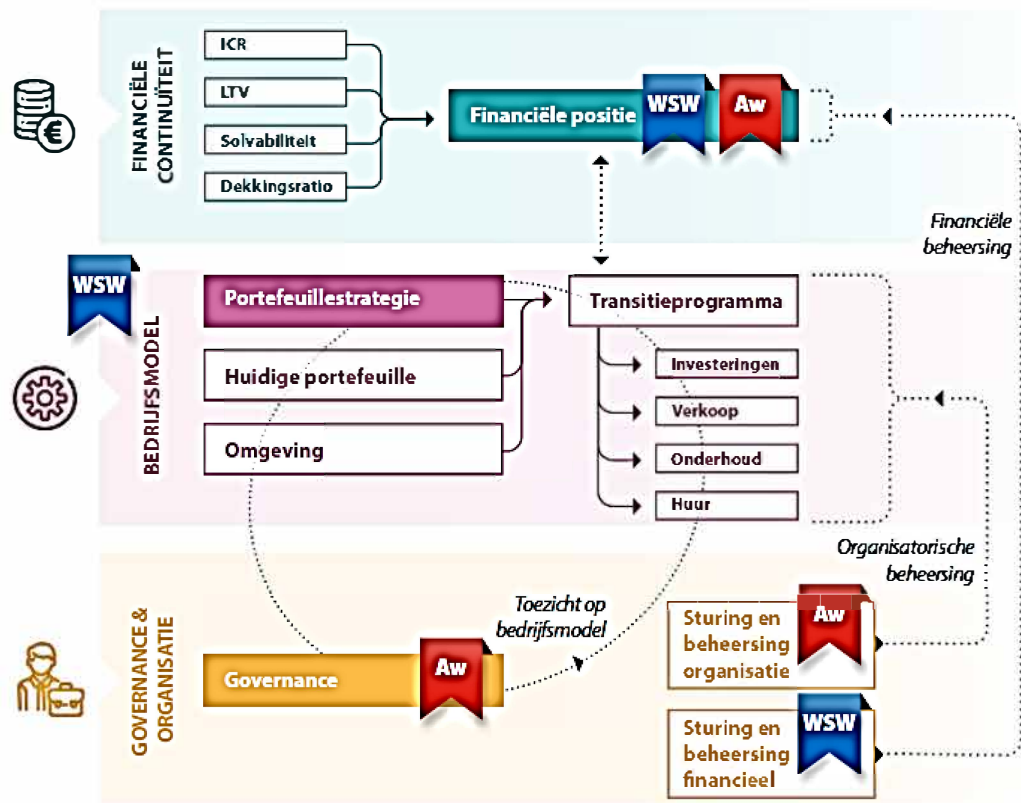 FINANCIËLE
CONTINUÏTEIT
ICR
LTV
Solvabiliteit
Dekkingsratio
Financiële positie
WSW
Aw
Financiële
beheersing
WSW
BEDRIJFSMODEL
Portefeuillestrategie
Huidige portefeuille
Omgeving
Transitieprogramma
Investeringen
Verkoop
Onderhoud
Huur
Organisatorische
beheersing
GOVERNANCE &
ORGANISATIE
Governance
Aw
Toezicht op
bedrijfsmodel
Sturing en
beheersing
organisatie
Aw
Sturing en
beheersing
financieel
WSW